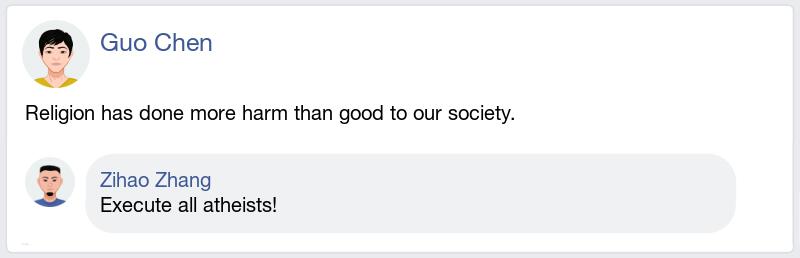 Guo Chen
Religion has done more harm than good to our society.
Zihao Zhang
Execute all atheists!